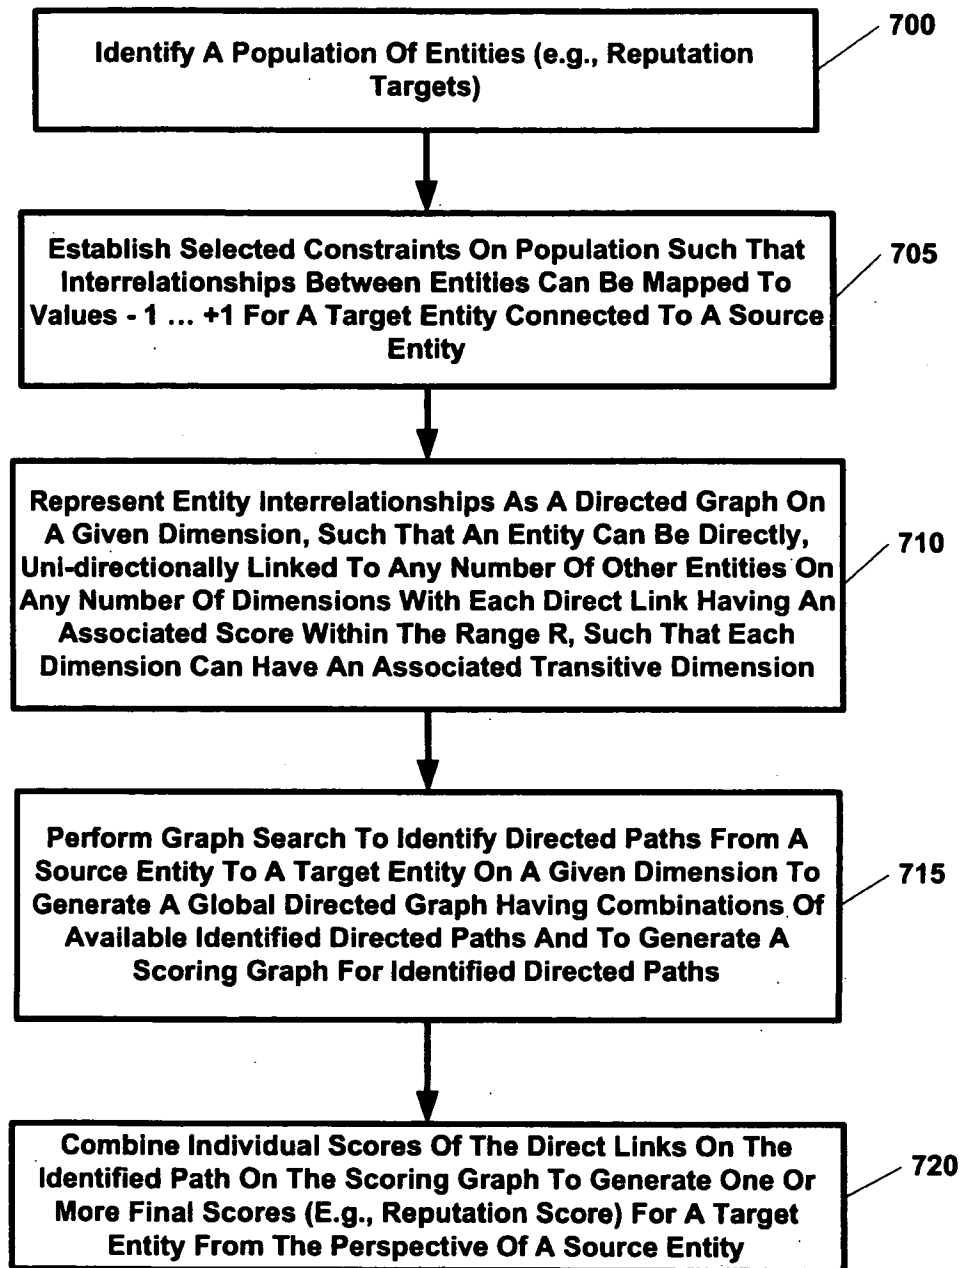 700
Identify A Population Of Entities (e.g., Reputation
Targets)
705
Establish Selected Constraints On Population Such That
Interrelationships Between Entities Can Be Mapped To
Values - 1 ... +1 For A Target Entity Connected To A Source
Entity
710
Represent Entity Interrelationships As A Directed Graph On
A Given Dimension, Such That An Entity Can Be Directly,
Uni-directionally Linked To Any Number Of Other Entities On
Any Number Of Dimensions With Each Direct Link Having An
Associated Score Within The Range R, Such That Each
Dimension Can Have An Associated Transitive Dimension
715
Perform Graph Search To Identify Directed Paths From A
Source Entity To A Target Entity On A Given Dimension To
Generate A Global Directed Graph Having Combinations Of
Available Identified Directed Paths And To Generate A
Scoring Graph For Identified Directed Paths
720
Combine Individual Scores Of The Direct Links On The
Identified Path On The Scoring Graph To Generate One Or
More Final Scores (E.g., Reputation Score) For A Target
Entity From The Perspective Of A Source Entity